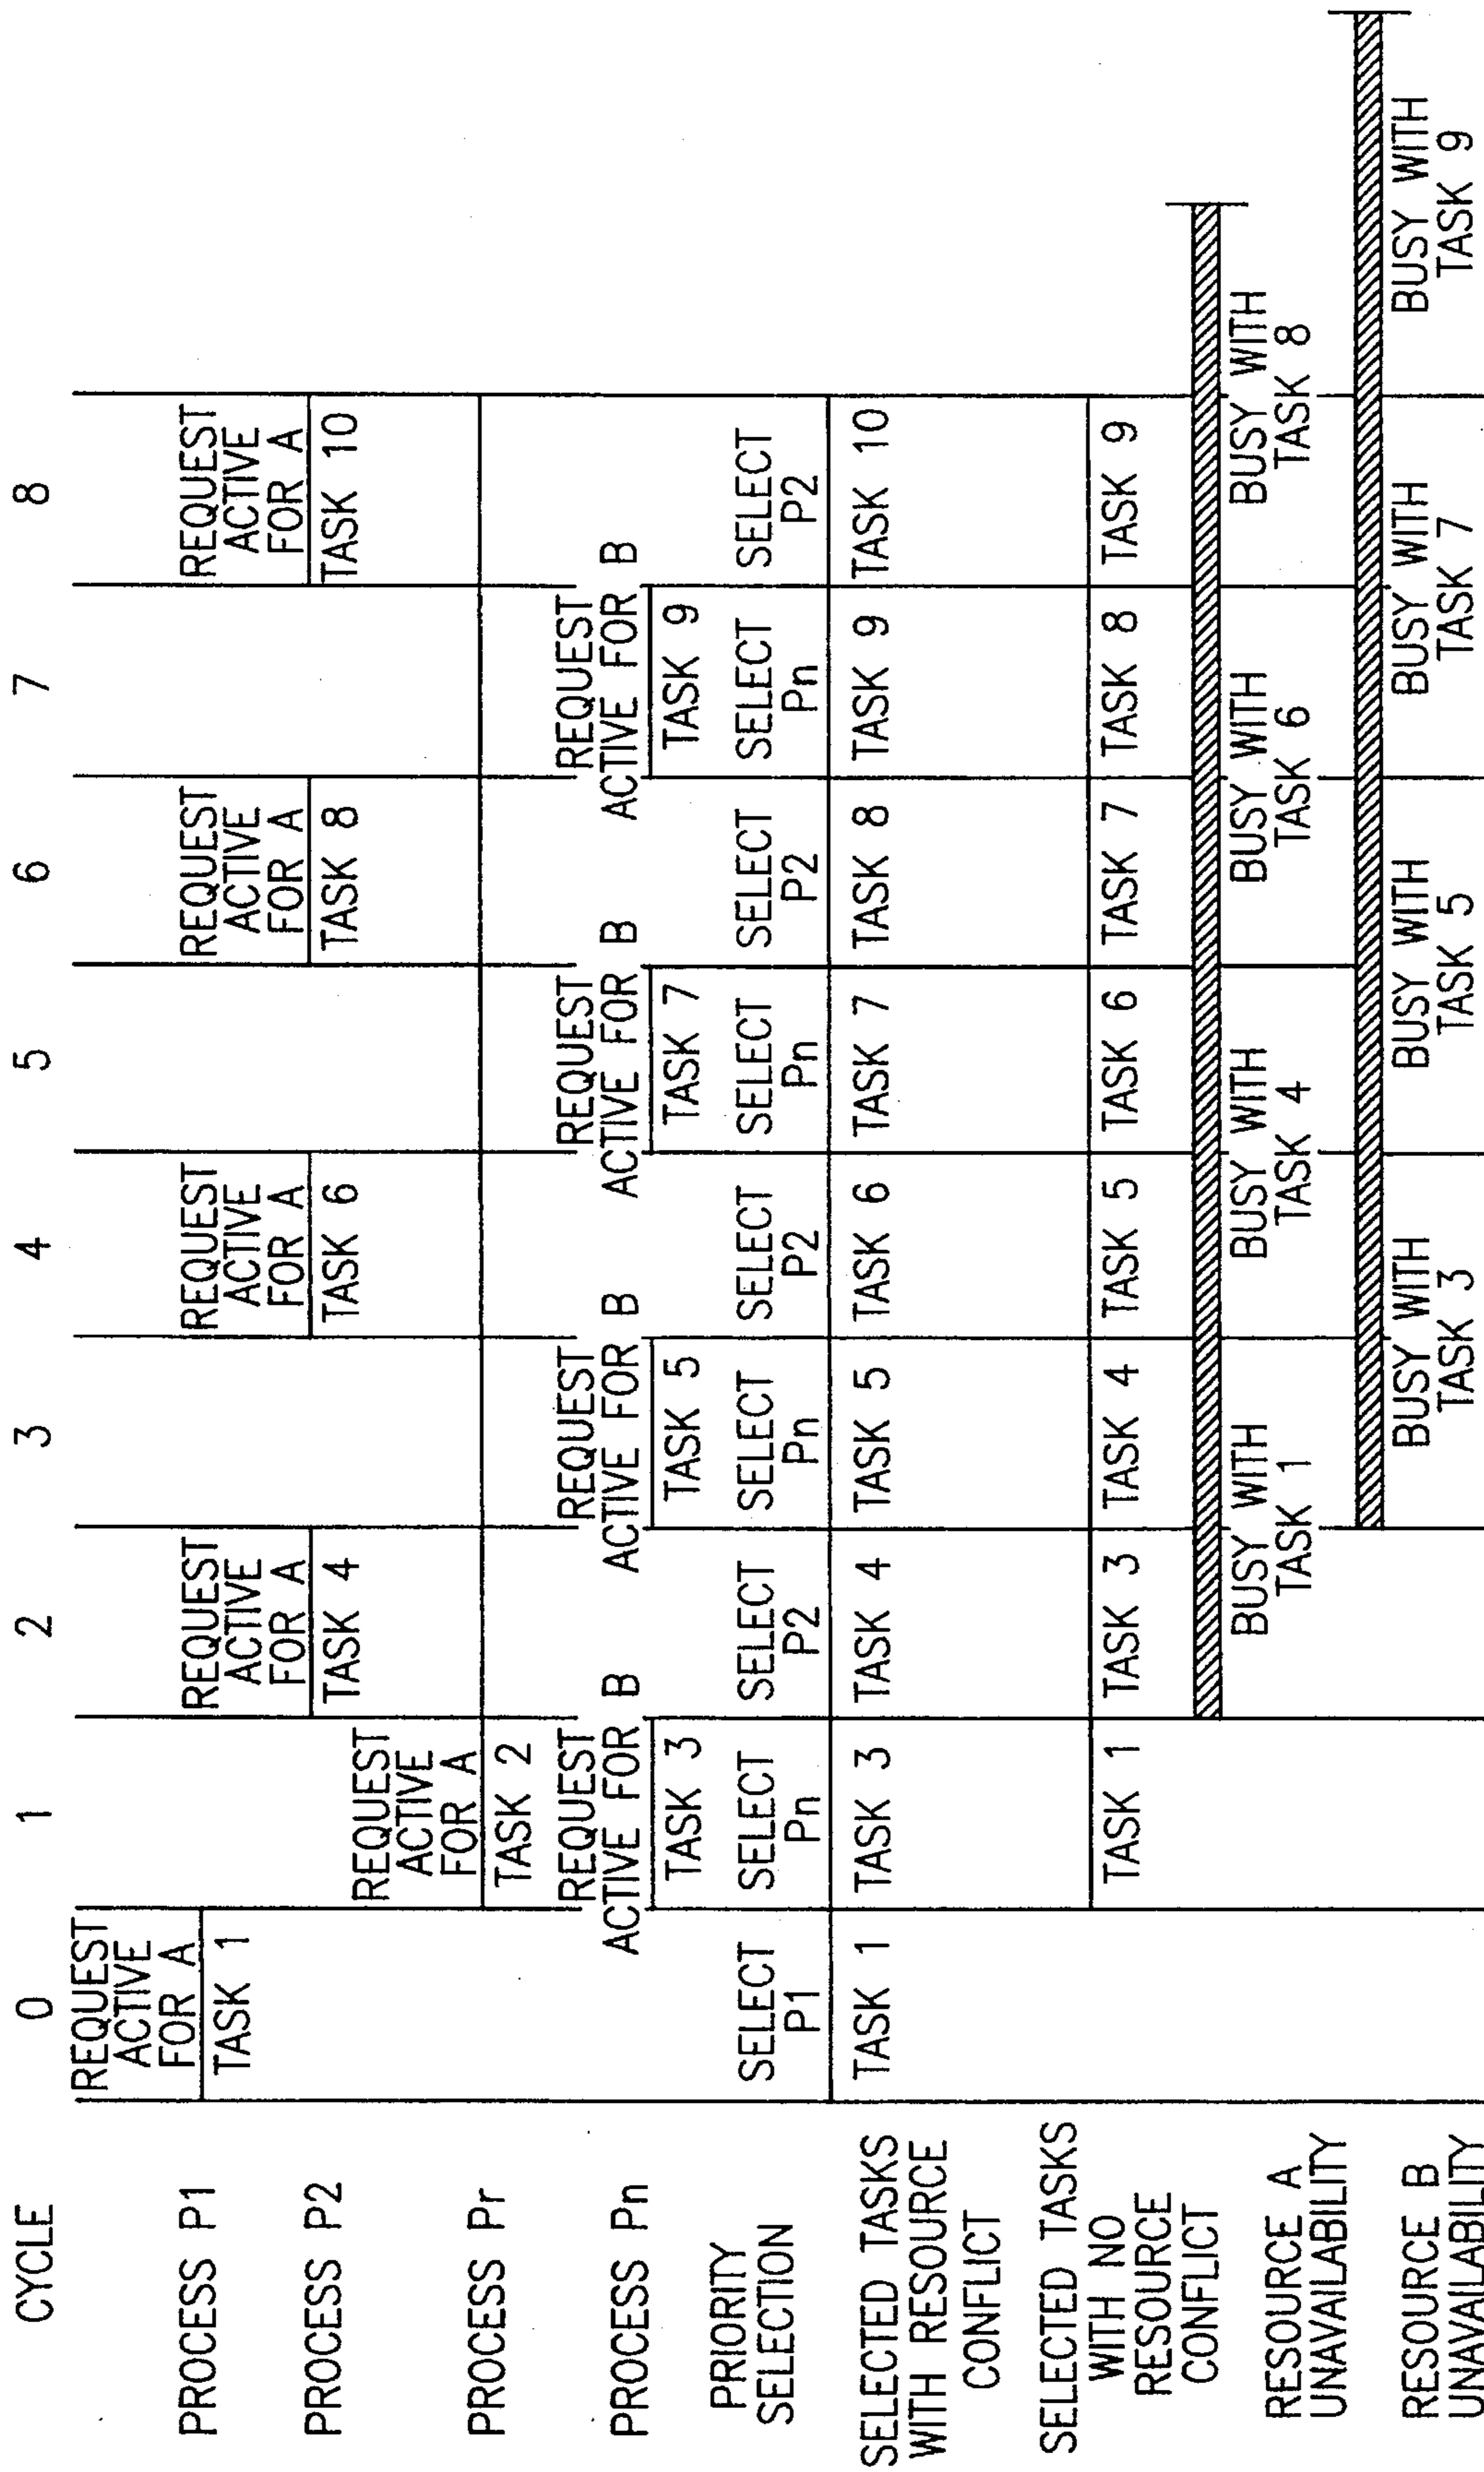 CYCLE
0
1
2
3
4
5
6
7
8
PROCESS P1
REQUEST
ACTIVE
FOR A
TASK 1
PROCESS P2
REQUEST
ACTIVE
FOR A
TASK 4
REQUEST
ACTIVE
FOR A
TASK 6
REQUEST
ACTIVE
FOR A
TASK 8
REQUEST
ACTIVE
FOR A
TASK 10
PROCESS Pr
REQUEST
ACTIVE
FOR A
TASK 2
PROCESS Pn
REQUEST
ACTIVE FOR B
TASK 3
REQUEST
ACTIVE FOR B
TASK 5
REQUEST
ACTIVE FOR B
TASK 7
REQUEST
ACTIVE FOR B
TASK 9
PRIORITY
SELECTION
SELECT
P1
SELECT
Pn
SELECT
P2
SELECT
Pn
SELECT
P2
SELECT
Pn
SELECT
P2
SELECT
Pn
SELECT
P2
SELECTED TASKS
WITH RESOURCE
CONFLICT
TASK 1
TASK 3
TASK 4
TASK 5
TASK 6
TASK 7
TASK 8
TASK 9
TASK 10
SELECTED TASKS
WITH NO
RESOURCE
CONFLICT
TASK 1
TASK 3
TASK 4
TASK 5
TASK 6
TASK 7
TASK 8
TASK 9
RESOURCE A
UNAVAILABILITY
BUSY WITH
TASK 1
BUSY WITH
TASK 4
BUSY WITH
TASK 6
BUSY WITH
TASK 8
RESOURCE B
UNAVAILABILITY
BUSY WITH
TASK 3
BUSY WITH
TASK 5
BUSY WITH
TASK 7
BUSY WITH
TASK 9